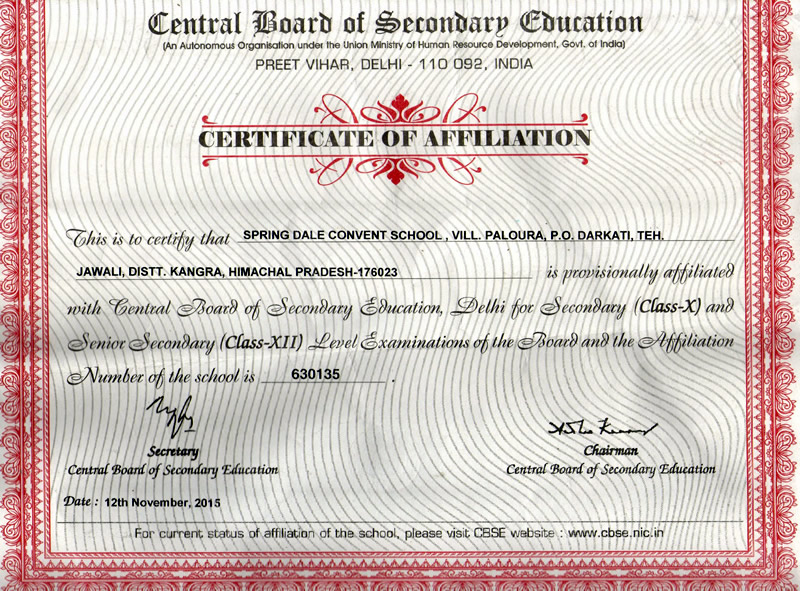 Central Board of Secondary Education
(An Autonomous Organisation under the Union Ministry of Human Resource Development, Govt. of India)
PREET VIHAR, DELHI - 110 092, INDIA
CERTIFICATE OF AFFILIATION
This is to certify that SPRING DALE CONVENT SCHOOL , VILL. PALOURA, P.O. DARKATI, TEH.
JAWALI, DISTT. KANGRA, HIMACHAL PRADESH-176023 is provisionally affiliated
with Central Board of Secondary Education, Delhi for Secondary (Class-X) and
Senior Secondary (Class-XII) Level Examinations of the Board and the Affiliation
Number of the school is 630135 .
Secretary Chairman
Central Board of Secondary Education Central Board of Secondary Education
Date : 12th November, 2015
For current status of affiliation of the school, please visit CBSE website : www.cbse.nic.in